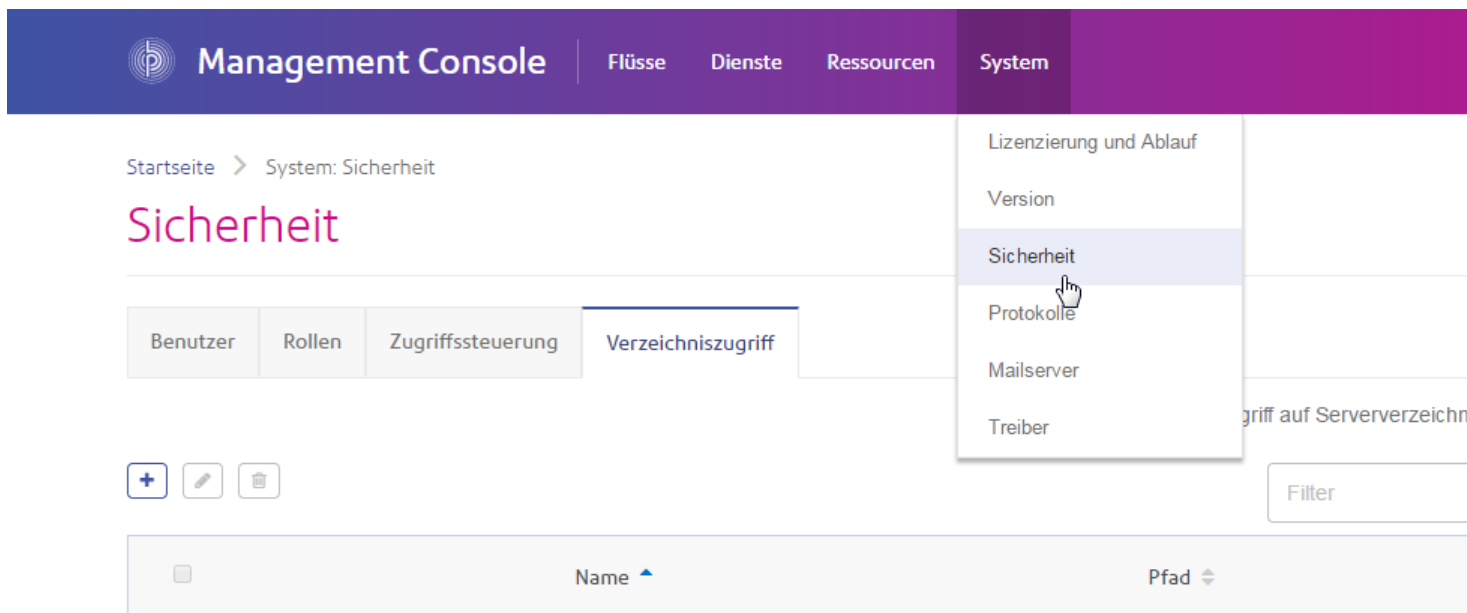 Management Console Flüsse Dienste Ressourcen System
Lizenzierung und Ablauf
Startseite System: Sicherheit
Version
Sicherheit
Sicherheit
Protokolle
Benutzer Rollen Zugriffssteuerung Verzeichniszugriff
Mailserver
griff auf Serververzeichn
Treiber
Filter
Name Pfad